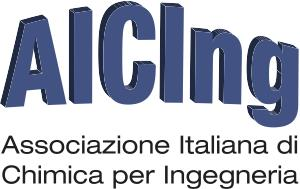 AICIng
Associazione Italiana di
Chimica per Ingegneria